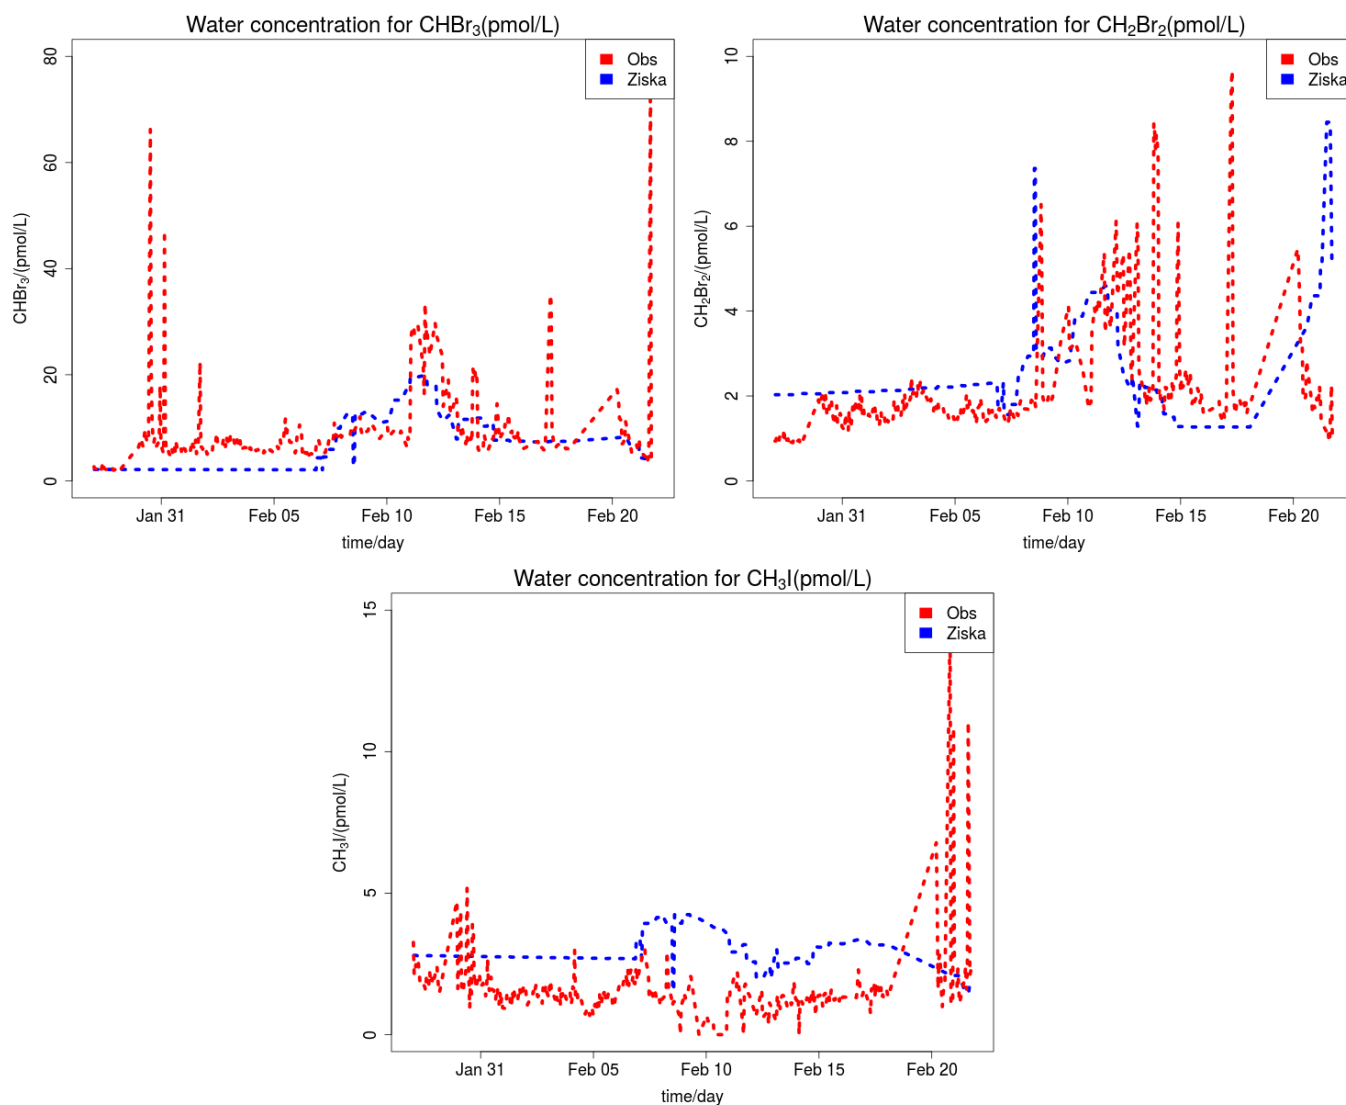 Water concentration for CHBr₃(pmol/L)
80
60
40
20
0
CHBr₃/(pmol/L)
Obs
Ziska
Jan 31 Feb 05 Feb 10 Feb 15 Feb 20
time/day
Water concentration for CH₂Br₂(pmol/L)
10
8
6
4
2
0
CH₂Br₂/(pmol/L)
Obs
Ziska
Jan 31 Feb 05 Feb 10 Feb 15 Feb 20
time/day
Water concentration for CH₃I(pmol/L)
15
10
5
0
CH₃I/(pmol/L)
Obs
Ziska
Jan 31 Feb 05 Feb 10 Feb 15 Feb 20
time/day